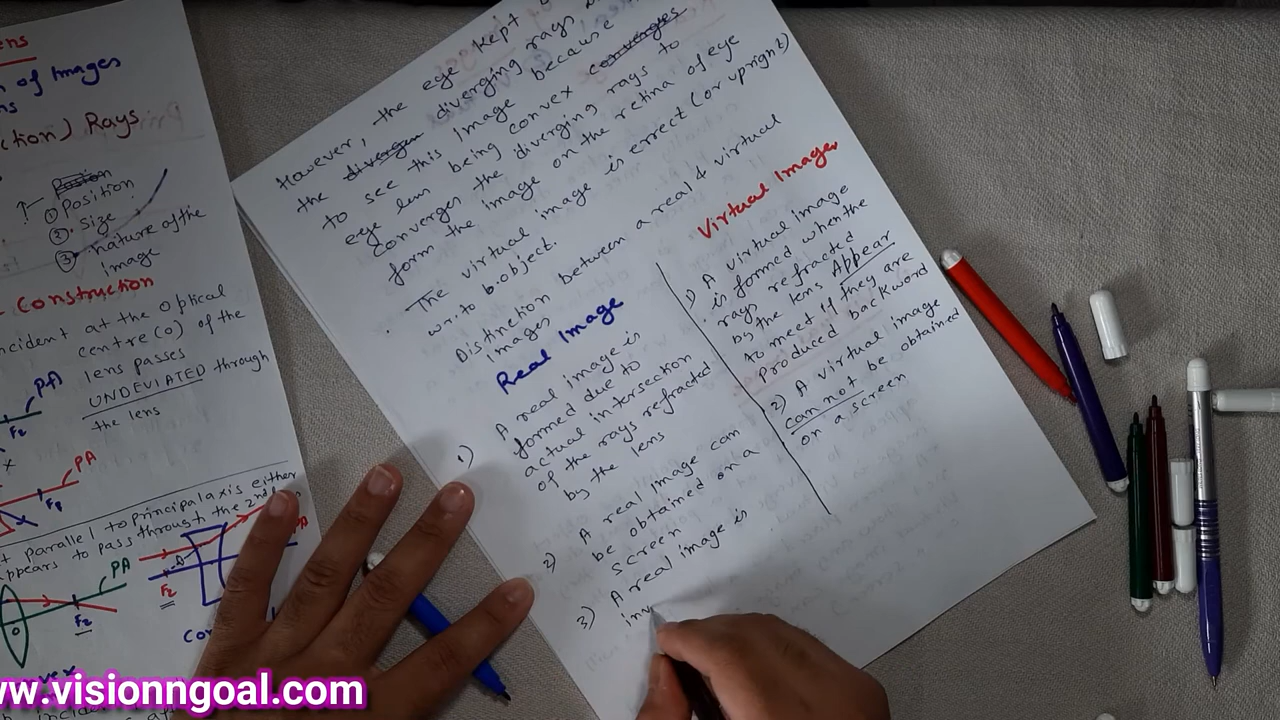 ens
n of Images
ns
ction) Rays
Position
① Position
②. Size
③. nature of the
image
Construction
ncident at the optical
centre (o) of the
lens passes
UNDEVIATED through
the lens
PA
F2
PA
F1
t parallel to principal axis either
appears to pass through the 2nd
PA
O
F2
F2
Con
However, the eye kept
the divergen diverging rays
to see this image because
eye lens being convex converges
converges the diverging rays to
form the image on the retina of eye
. The virtual image is errect (or upright)
w.r.to object.
Distinction between a real & virtual
images
Real Image
1) A real image is
formed due to
actual intersection
of the rays refracted
by the lens
2) A real image can
be obtained on a
screen
3) A real image is
inv
Virtual Images
1) A virtual image
is formed when the
rays refracted
by the lens Appear
to meet if they are
Produced backword
2) A virtual image
can not be obtained
on a screen
ww.visionngoal.com